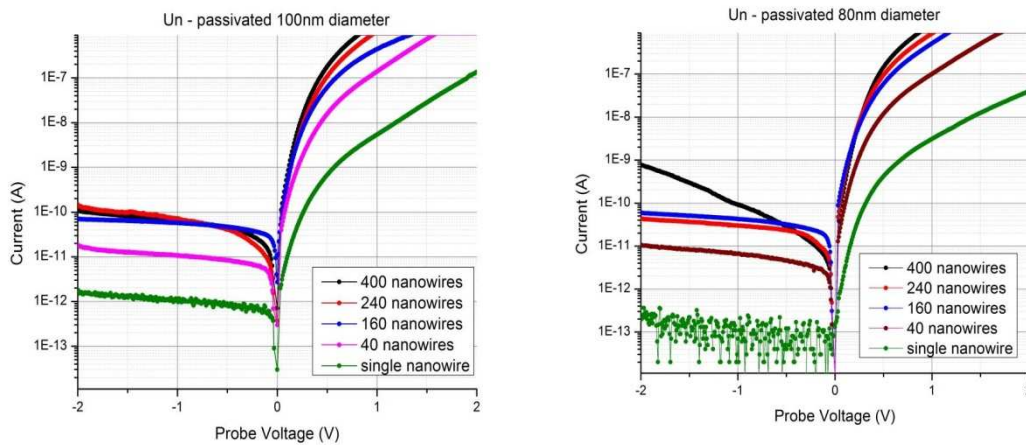 Un - passivated 100nm diameter
1E-7
1E-8
1E-9
1E-10
1E-11
1E-12
1E-13
Current (A)
400 nanowires
240 nanowires
160 nanowires
40 nanowires
single nanowire
-2
-1
0
1
2
Probe Voltage (V)
Un - passivated 80nm diameter
1E-7
1E-8
1E-9
1E-10
1E-11
1E-12
1E-13
Current (A)
400 nanowires
240 nanowires
160 nanowires
40 nanowires
single nanowire
-2
-1
0
1
Probe Voltage (V)